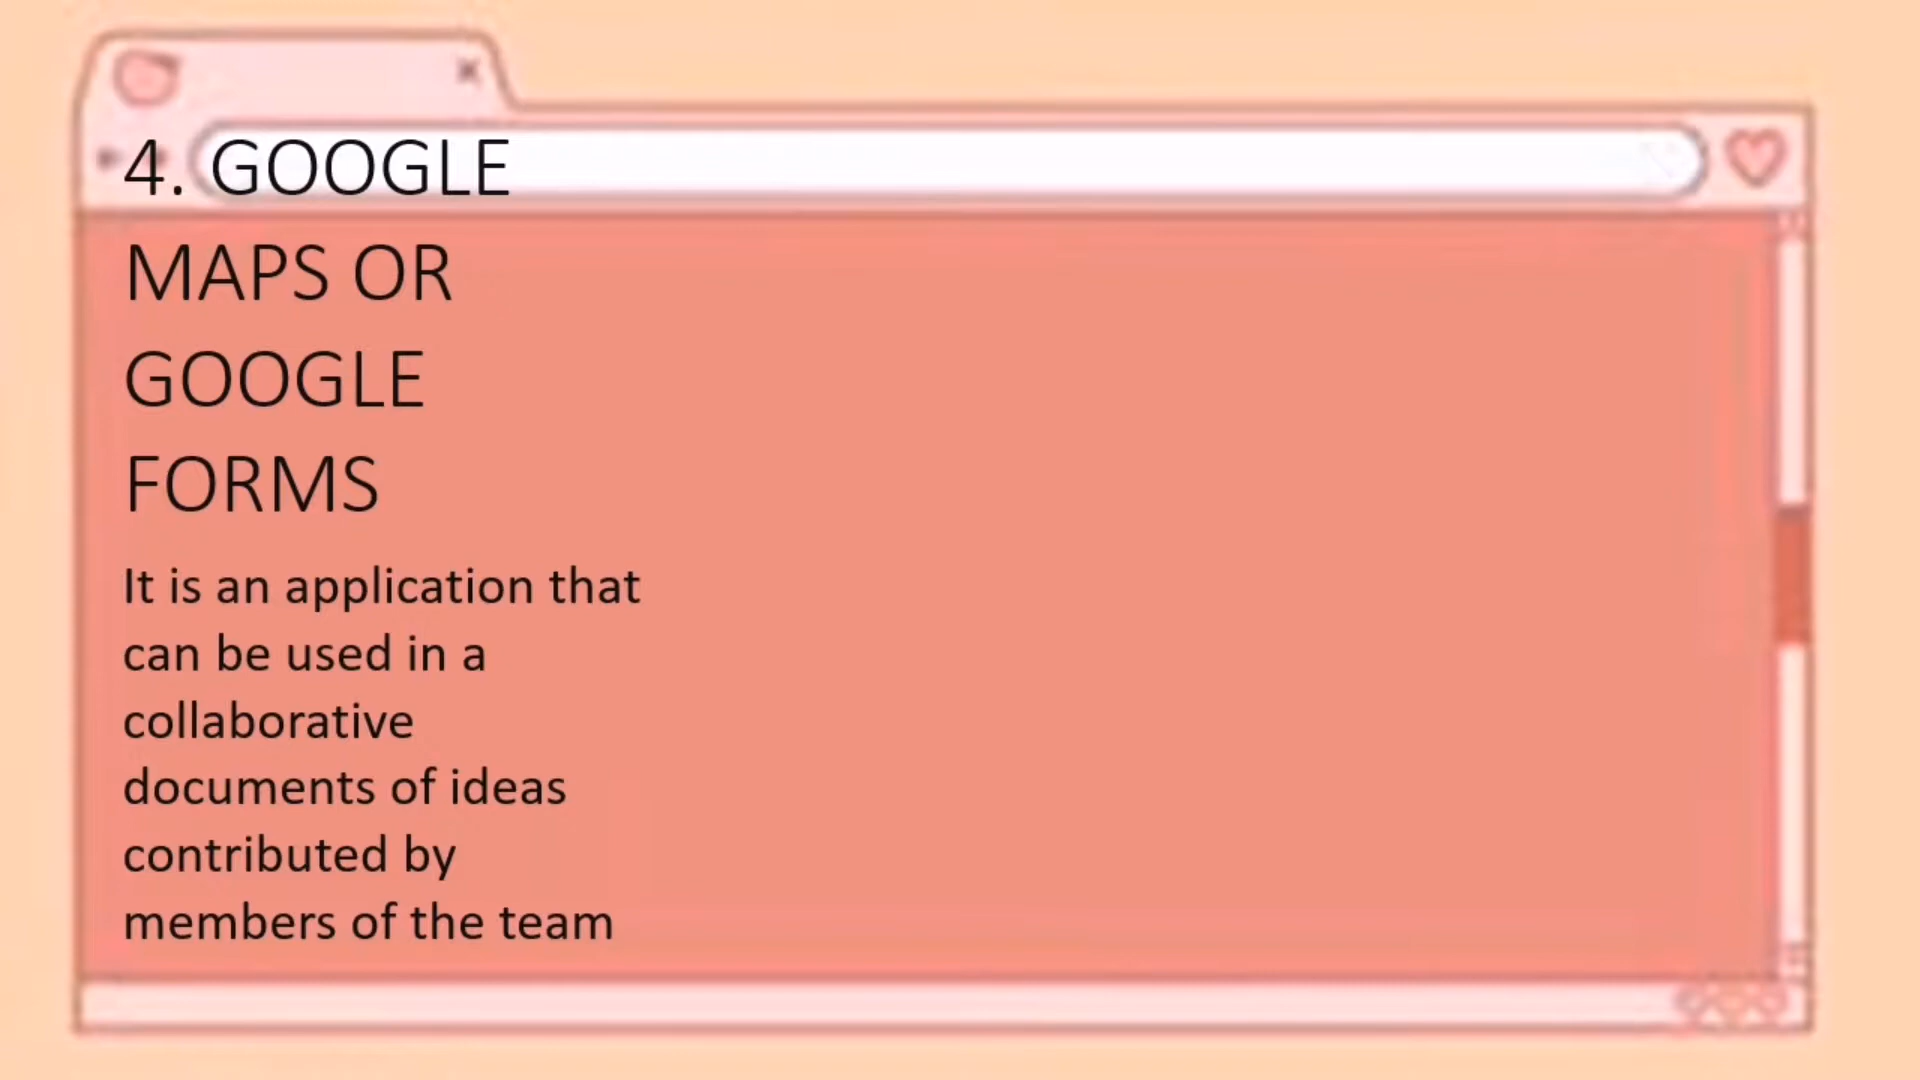 4. GOOGLE
MAPS OR
GOOGLE
FORMS
It is an application that
can be used in a
collaborative
documents of ideas
contributed by
members of the team